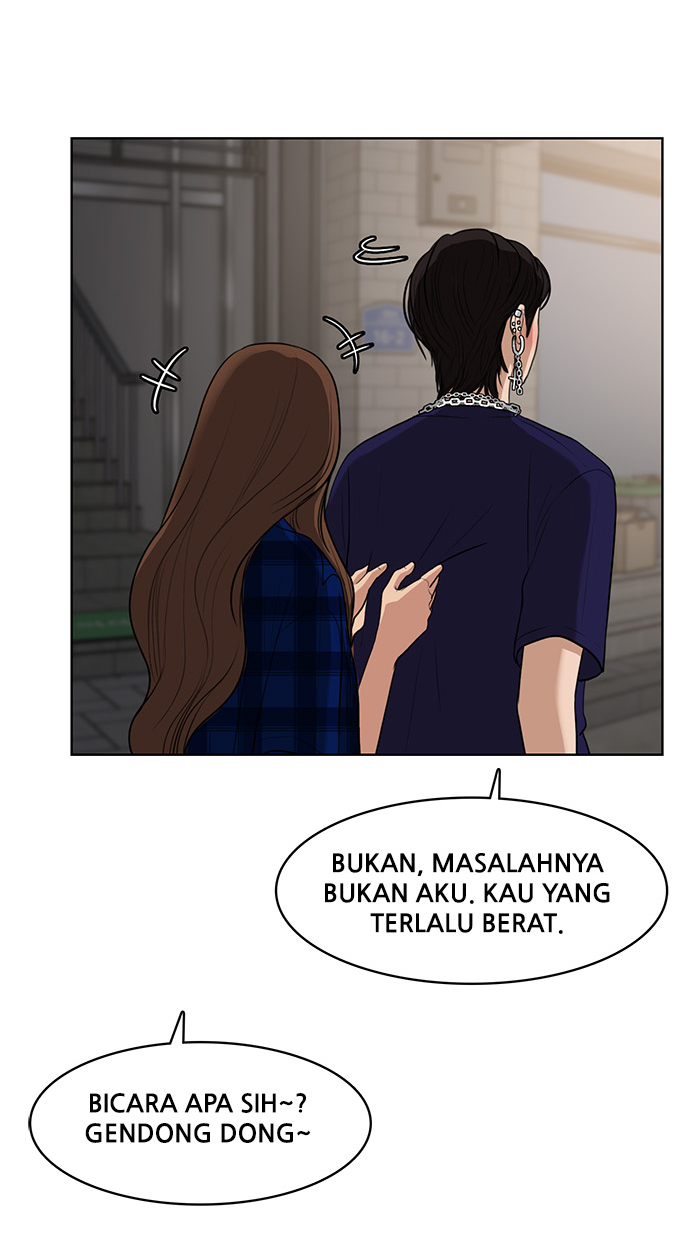 BUKAN, MASALAHNYA
BUKAN AKU. KAU YANG
TERLALU BERAT.
BICARA APA SIH~?
GENDONG DONG~